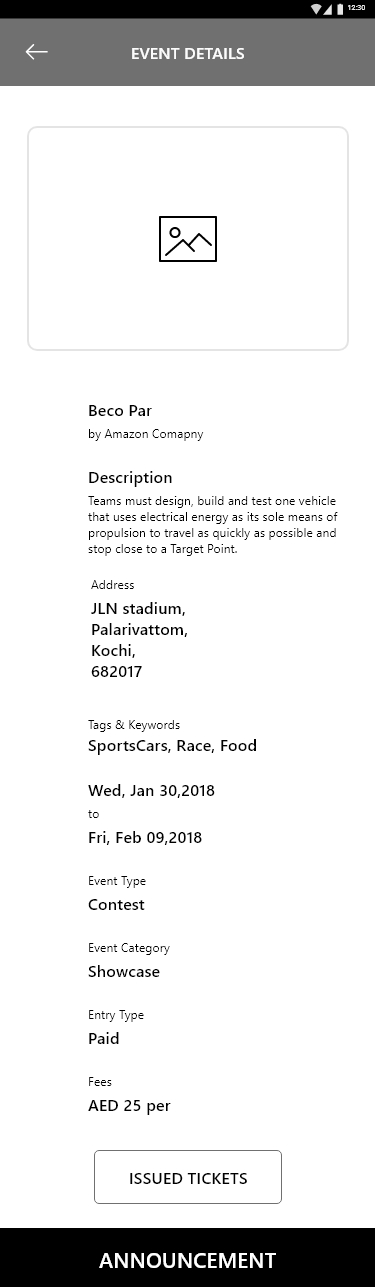 12:30
EVENT DETAILS
Beco Par
by Amazon Comapny
Description
Teams must design, build and test one vehicle
that uses electrical energy as its sole means of
propulsion to travel as quickly as possible and
stop close to a Target Point.
Address
JLN stadium,
Palarivattom,
Kochi,
682017
Tags & Keywords
SportsCars, Race, Food
Wed, Jan 30,2018
to
Fri, Feb 09,2018
Event Type
Contest
Event Category
Showcase
Entry Type
Paid
Fees
AED 25 per
ISSUED TICKETS
ANNOUNCEMENT